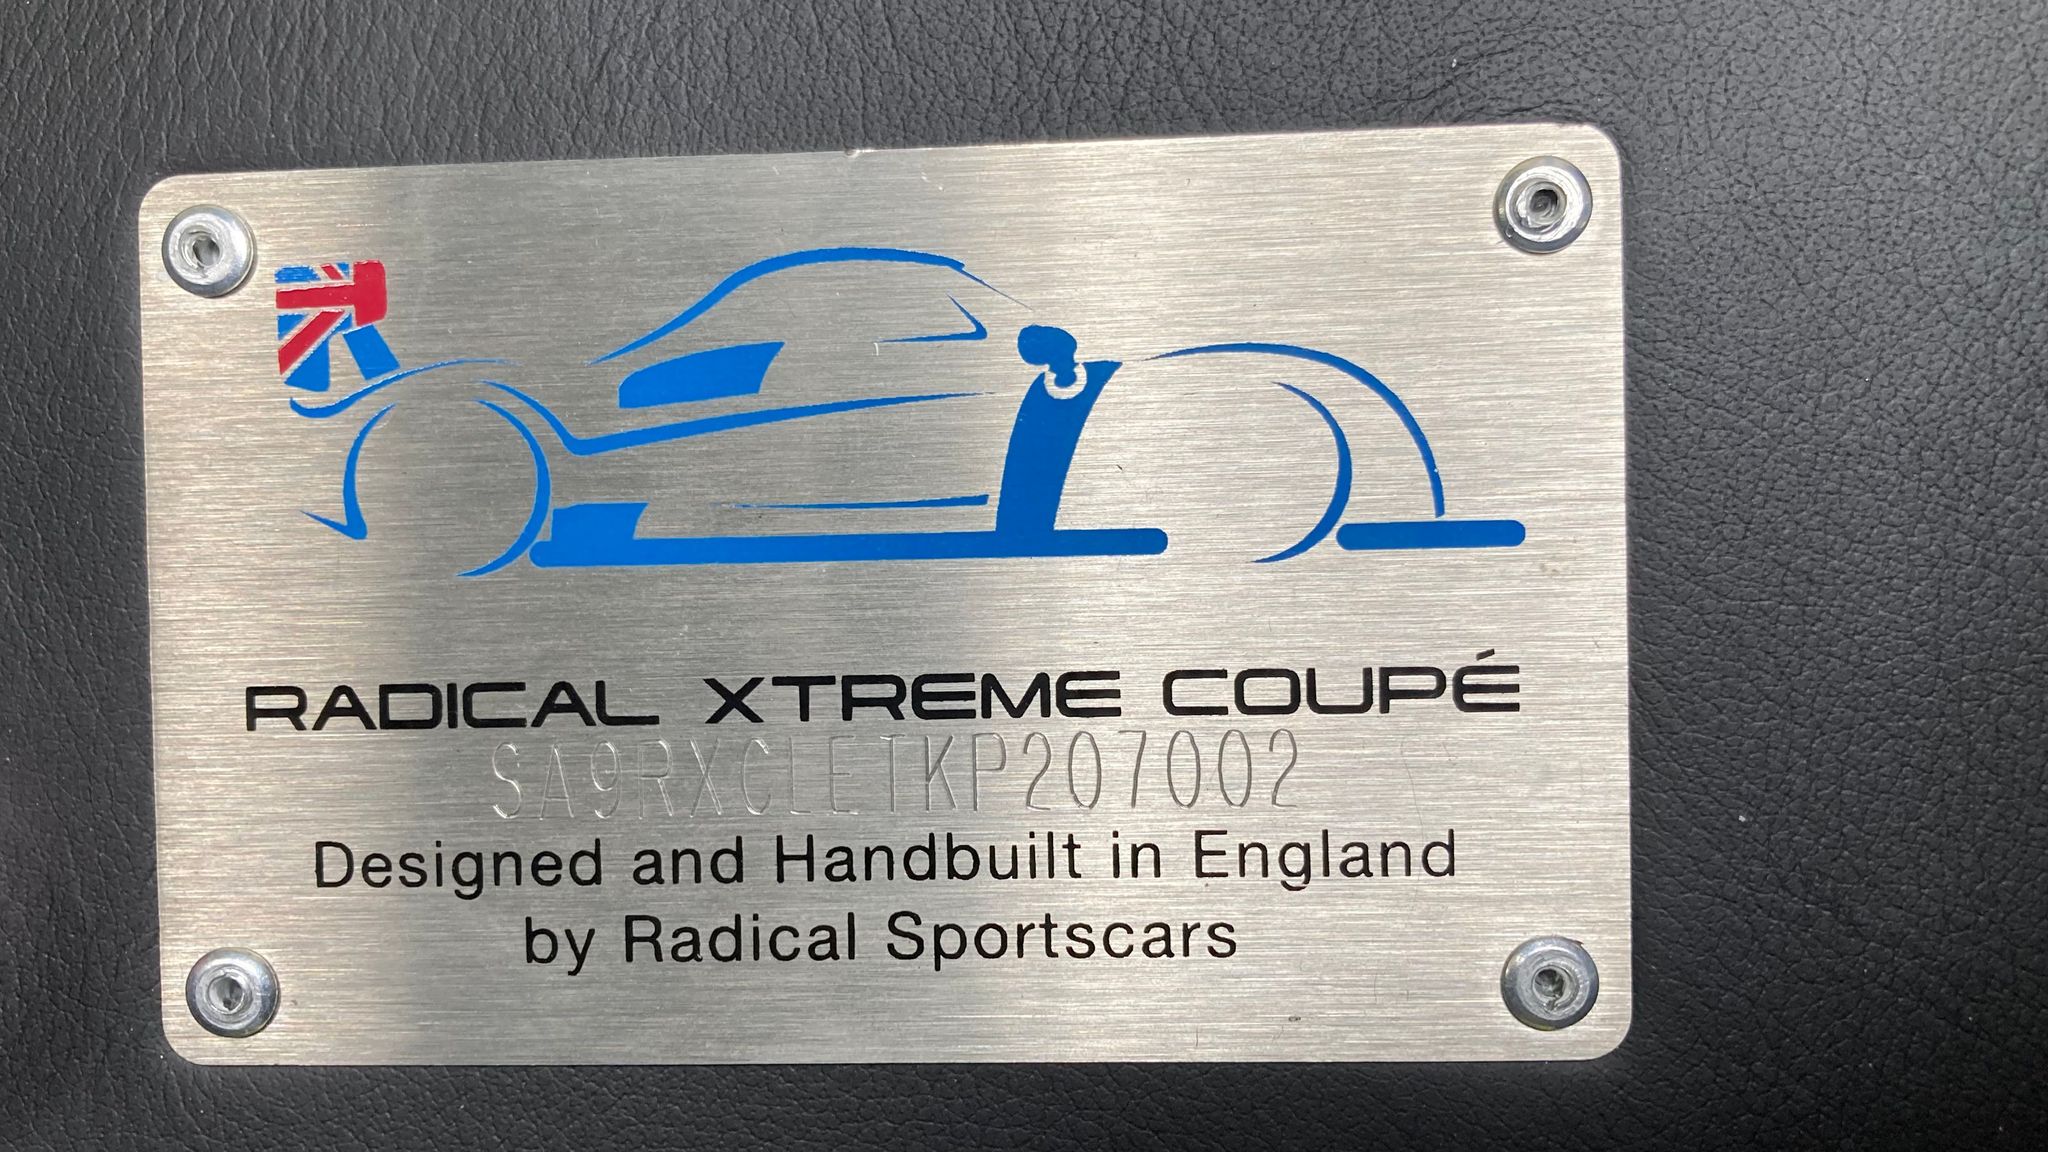 RADICAL XTREME COUPÉ
SA9RXCLETKP207002
Designed and Handbuilt in England
by Radical Sportscars